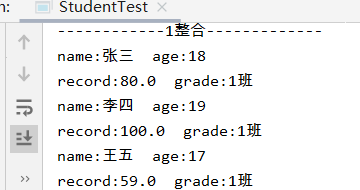 n: StudentTest
------------1整合-------------
name:张三  age:18
record:80.0  grade:1班
name:李四  age:19
record:100.0  grade:1班
name:王五  age:17
record:59.0  grade:1班